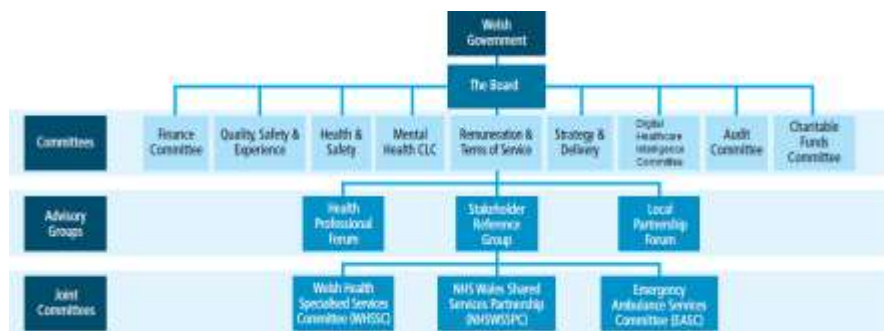 Welsh
Government
The Board
Committees
Finance
Committee
Quality, Safety &
Experience
Health &
Safety
Mental
Health CLC
Remuneration &
Terms of Service
Strategy &
Delivery
Digital
Healthcare
Intelligence
Committee
Audit
Committee
Charitable
Funds
Committee
Advisory
Groups
Health
Professional
Forum
Stakeholder
Reference
Group
Local
Partnership
Forum
Joint
Committees
Welsh Health
Specialised Services
Committee (WHSSC)
NHS Wales Shared
Services Partnership
(NHSWSSPC)
Emergency
Ambulance Services
Committee (EASC)